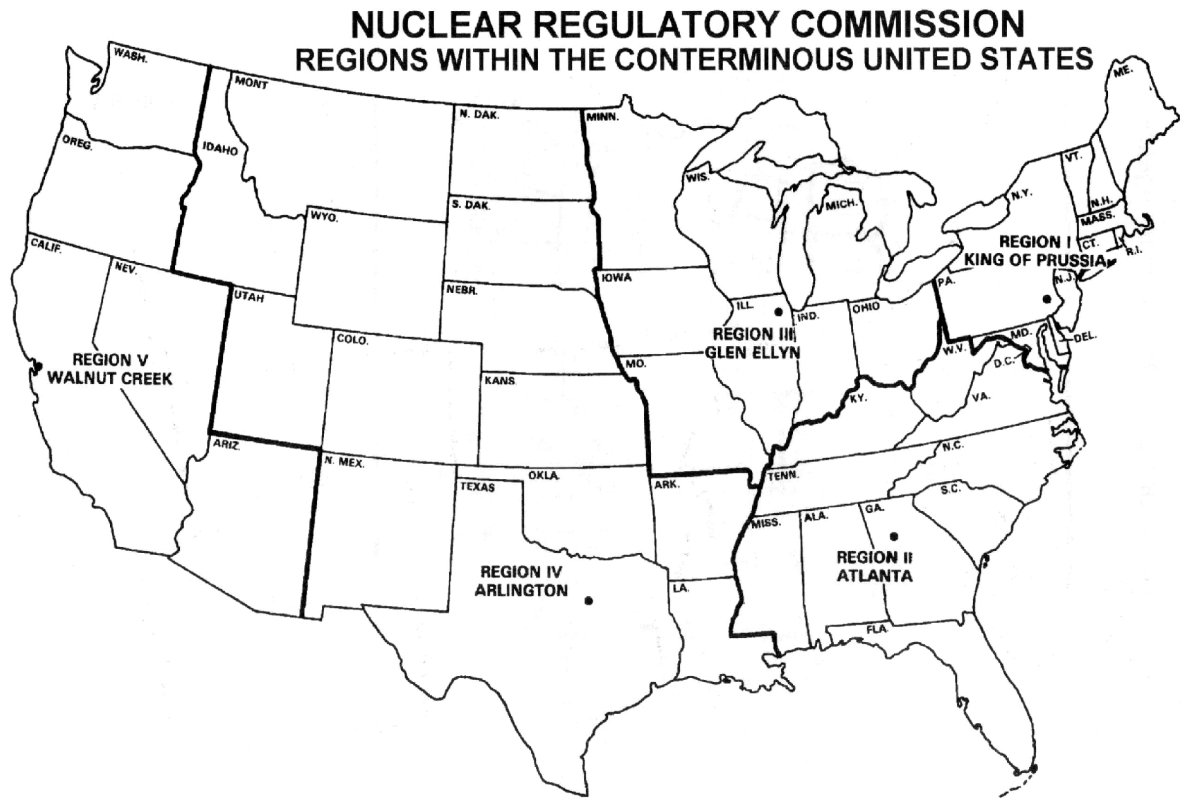 NUCLEAR REGULATORY COMMISSION
REGIONS WITHIN THE CONTERMINOUS UNITED STATES
WASH.
MONT
N. DAK.
MINN.
ME.
OREG.
IDAHO
WIS.
MICH.
VT.
N.Y.
N.H.
WYO.
S. DAK.
MASS.
CALIF.
NEV.
REGION I
KING OF PRUSSIA
CT.
R.I.
UTAH
NEBR.
IOWA
ILL
IND.
OHIO
PA.
N.J.
REGION III
GLEN ELLYN
COLO.
MO.
W.V.
MD.
DEL.
D.C.
REGION V
WALNUT CREEK
KANS
KY.
VA.
ARIZ.
N. MEX.
OKLA.
TEXAS
ARK.
TENN.
N.C.
S.C.
MISS.
ALA.
GA.
REGION IV
ARLINGTON
REGION II
ATLANTA
LA.
FLA.